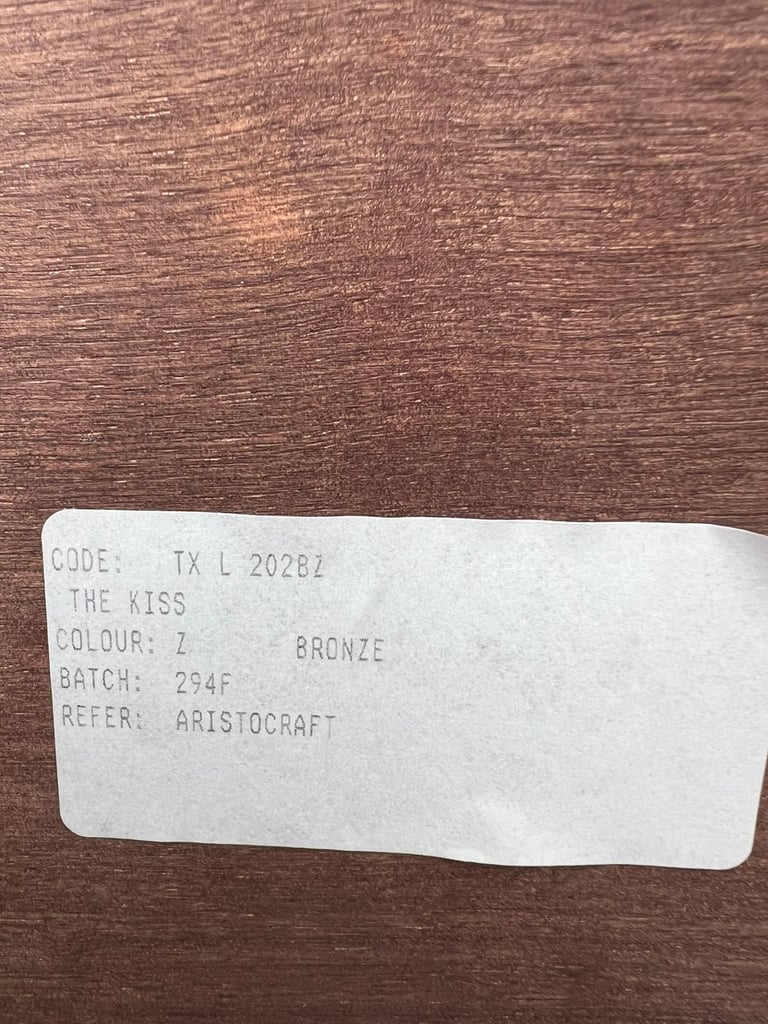 CODE: TX L 2028Z
THE KISS
COLOUR: Z BRONZE
BATCH: 294F
REFER: ARISTOCRAFT